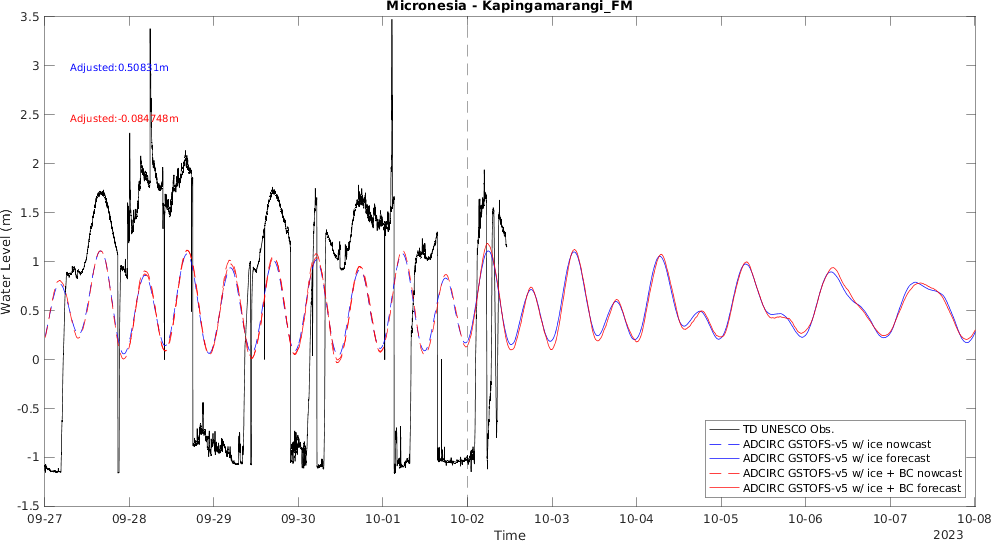 Micronesia - Kapingamarangi_FM
3.5
3
2.5
2
1.5
1
0.5
0
-0.5
-1
-1.5
Water Level (m)
Adjusted:0.50831m
Adjusted:-0.084748m
TD UNESCO Obs.
ADCIRC GSTOFS-v5 w/ ice nowcast
ADCIRC GSTOFS-v5 w/ ice forecast
ADCIRC GSTOFS-v5 w/ ice + BC nowcast
ADCIRC GSTOFS-v5 w/ ice + BC forecast
09-27 09-28 09-29 09-30 10-01 10-02 10-03 10-04 10-05 10-06 10-07 10-08
Time
2023